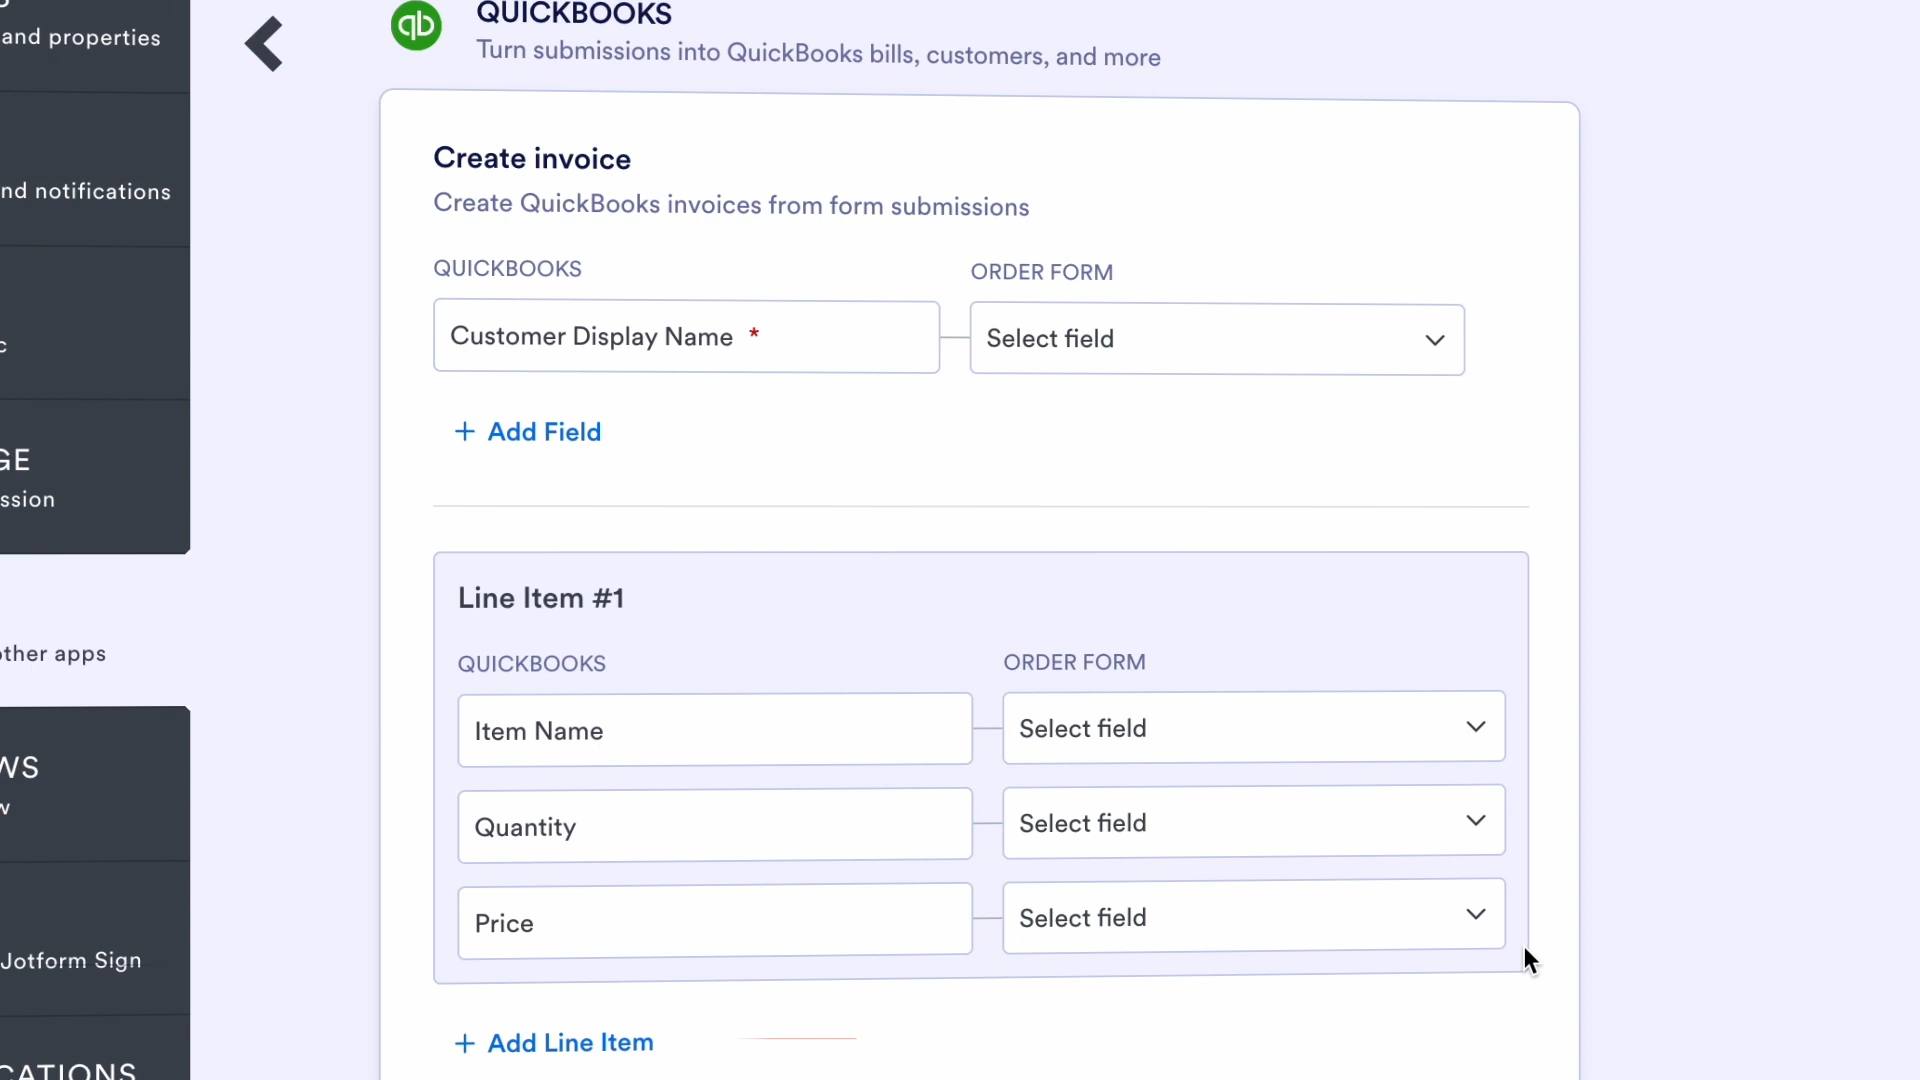 and properties
nd notifications
c
GE
ssion
other apps
WS
w
Jotform Sign
CATIONS
qb
QUICKBOOKS
Turn submissions into QuickBooks bills, customers, and more
Create invoice
Create QuickBooks invoices from form submissions
QUICKBOOKS ORDER FORM
Customer Display Name * Select field
+ Add Field
Line Item #1
QUICKBOOKS ORDER FORM
Item Name Select field
Quantity Select field
Price Select field
+ Add Line Item